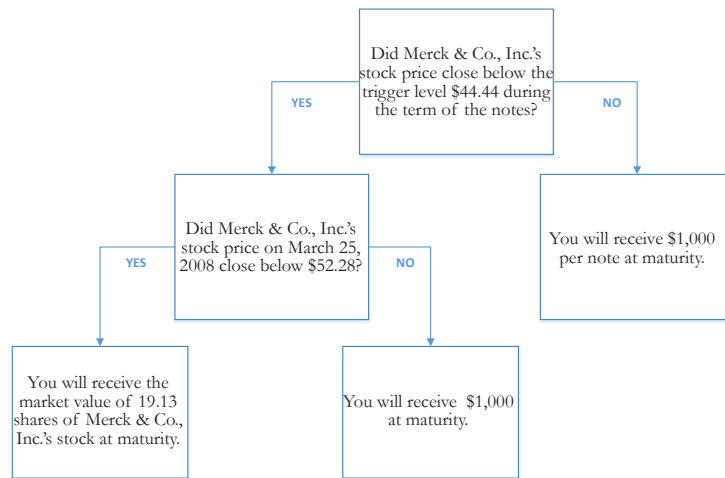 Did Merck & Co., Inc.'s
stock price close below the
trigger level $44.44 during
the term of the notes?
YES
NO
Did Merck & Co., Inc.'s
stock price on March 25,
2008 close below $52.28?
You will receive $1,000
per note at maturity.
YES
NO
You will receive the
market value of 19.13
shares of Merck & Co.,
Inc.'s stock at maturity.
You will receive $1,000
at maturity.